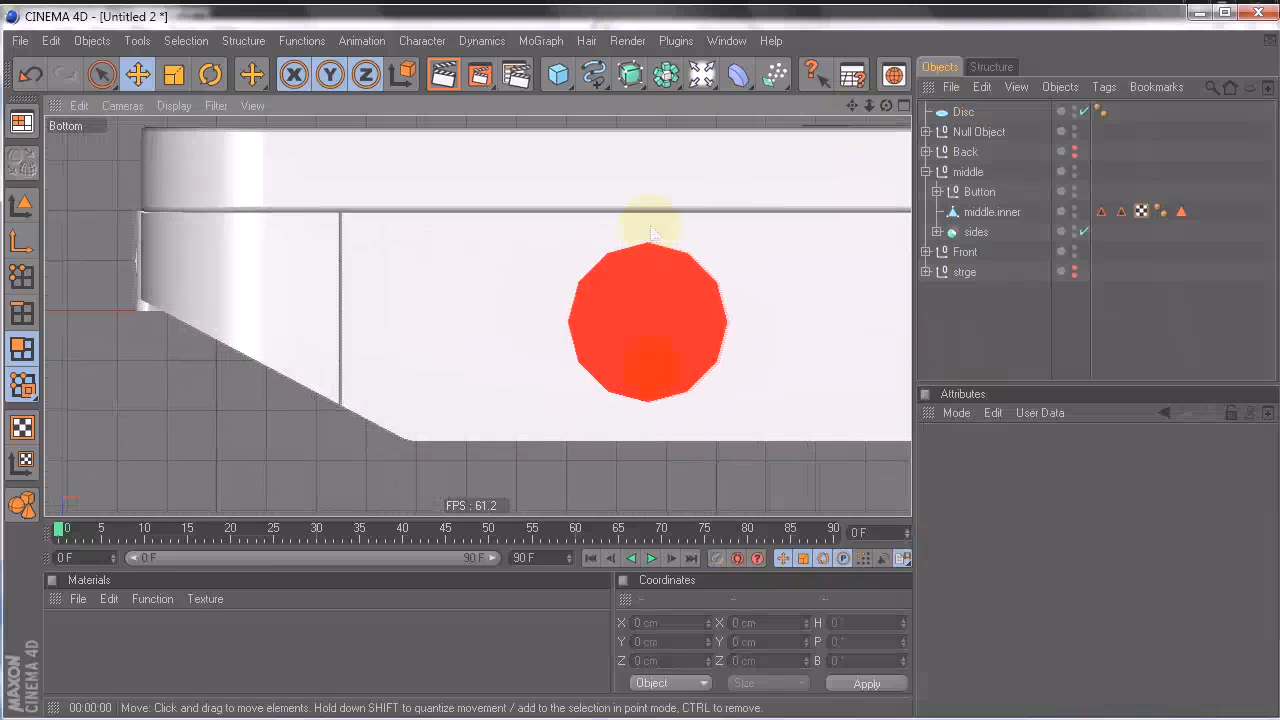 CINEMA 4D - [Untitled 2 *]
File Edit Objects Tools Selection Structure Functions Animation Character Dynamics MoGraph Hair Render Plugins Window Help
Objects Structure
File Edit View Objects Tags Bookmarks
Edit Cameras Display Filter View
Bottom
Disc
Null Object
Back
middle
Button
middle.inner
sides
Front
strge
Attributes
Mode Edit User Data
FPS : 61.2
0 5 10 15 20 25 30 35 40 45 50 55 60 65 70 75 80 85 90 0 F
0 F 0 F 90 F 90 F
Materials Coordinates
File Edit Function Texture
-- -- --
X 0 cm X 0 cm H 0 °
Y 0 cm Y 0 cm P 0 °
Z 0 cm Z 0 cm B 0 °
Object Size Apply
MAXON
CINEMA 4D
00:00:00 Move: Click and drag to move elements. Hold down SHIFT to quantize movement / add to the selection in point mode, CTRL to remove.